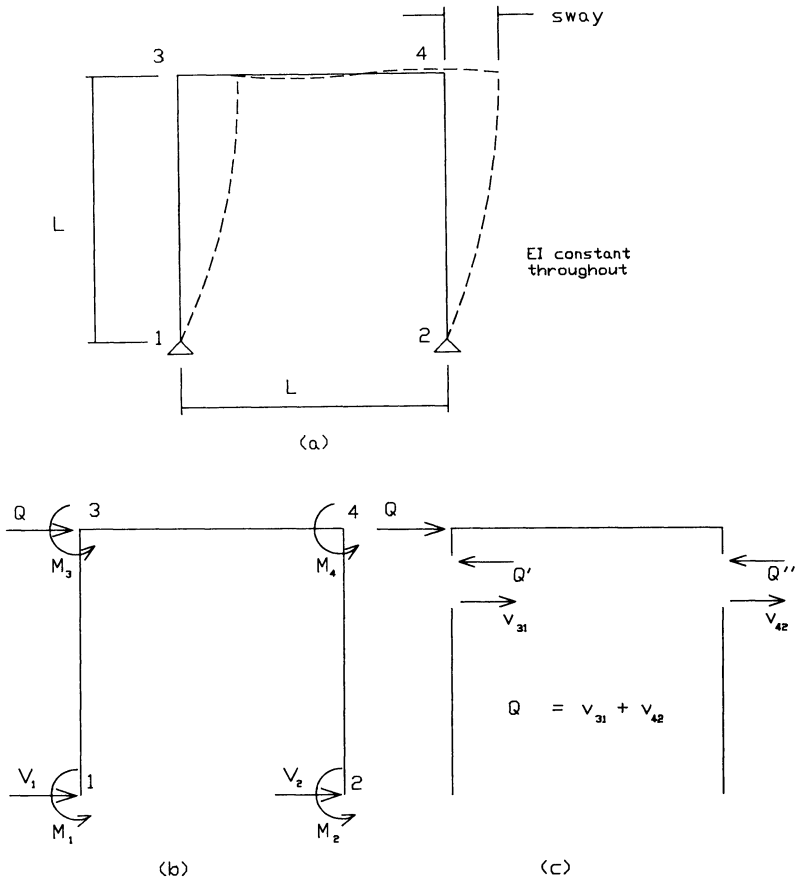 sway
3
4
L
EI constant
throughout
1
2
L
(a)
Q
3
4
Q
M₃
M₄
Q'
Q''
v₃₁
v₄₂
Q = v₃₁ + v₄₂
V₁
1
V₂
2
M₁
M₂
(b)
(c)